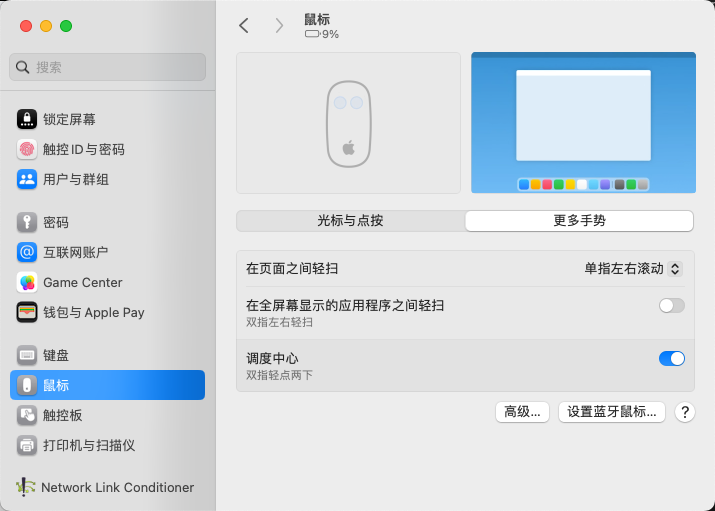 鼠标
9%
搜索
锁定屏幕
触控 ID 与密码
用户与群组
密码
互联网账户
Game Center
钱包与 Apple Pay
键盘
鼠标
触控板
打印机与扫描仪
Network Link Conditioner
光标与点按
更多手势
在页面之间轻扫
单指左右滚动
在全屏幕显示的应用程序之间轻扫
双指左右轻扫
调度中心
双指轻点两下
高级...
设置蓝牙鼠标...
?